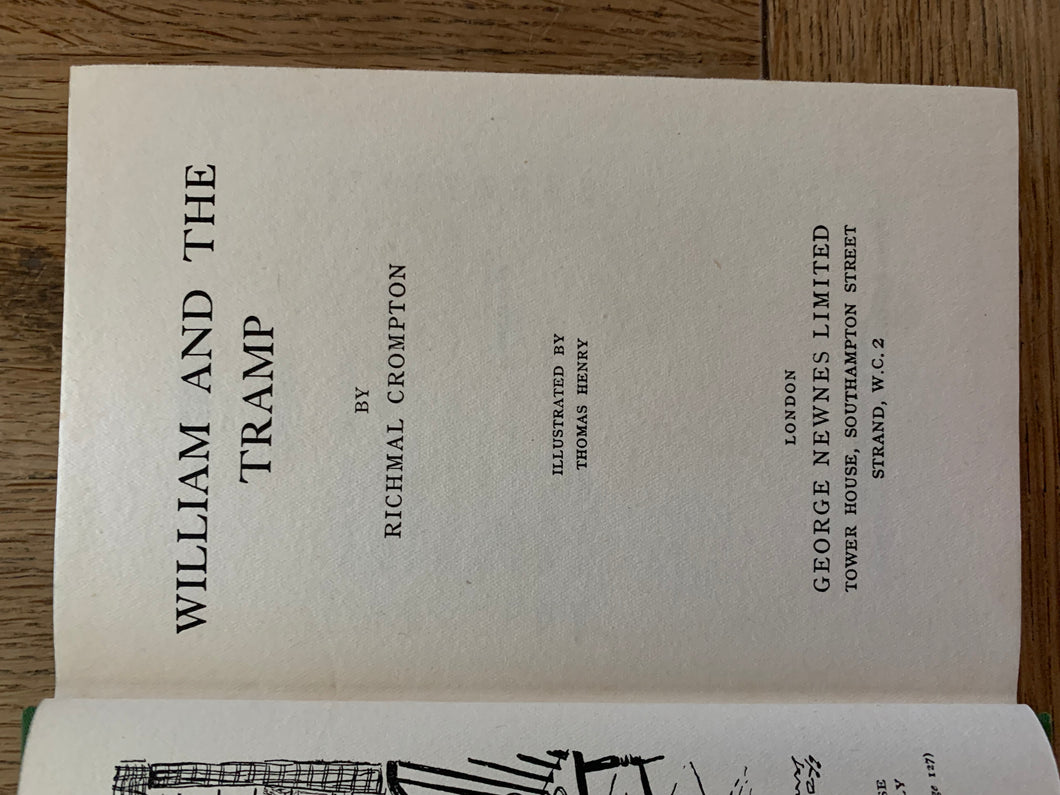 WILLIAM AND THE
TRAMP
BY
RICHMAL CROMPTON
ILLUSTRATED BY
THOMAS HENRY
LONDON
GEORGE NEWNES LIMITED
TOWER HOUSE, SOUTHAMPTON STREET
STRAND, W.C.2
127)